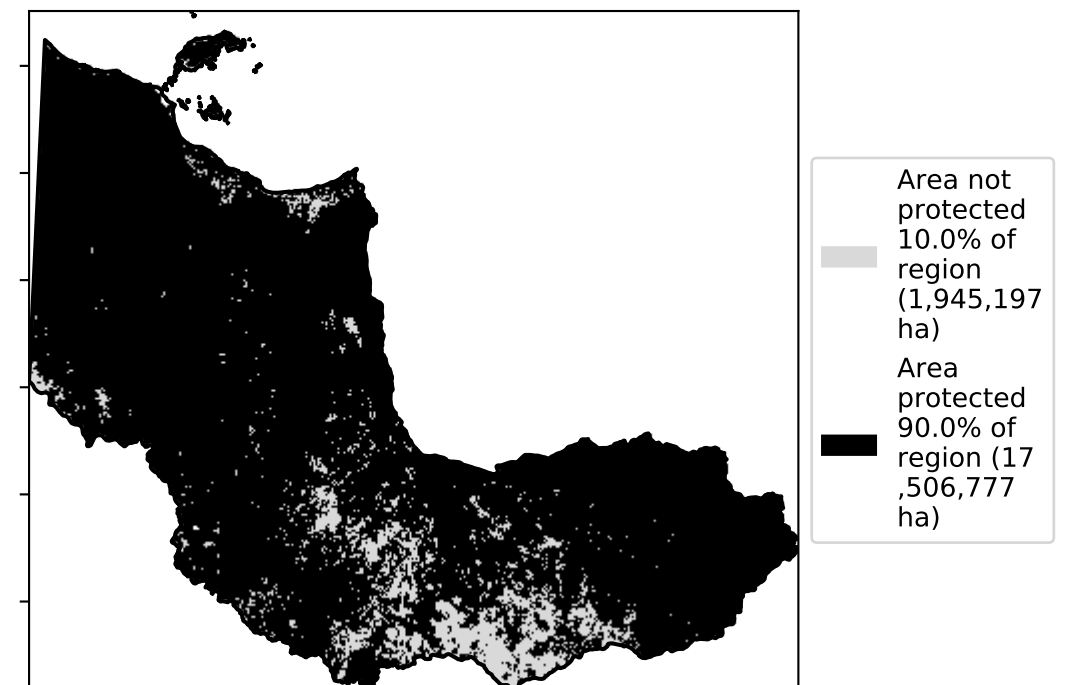 Area not
protected
10.0% of
region
(1,945,197
ha)
Area
protected
90.0% of
region (17
,506,777
ha)